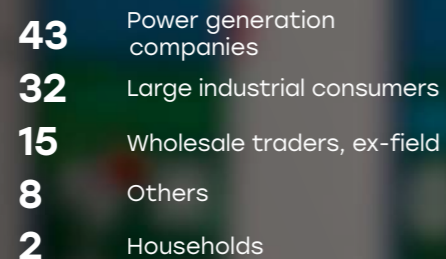 43 Power generation
companies
32 Large industrial consumers
15 Wholesale traders, ex-field
8 Others
2 Households